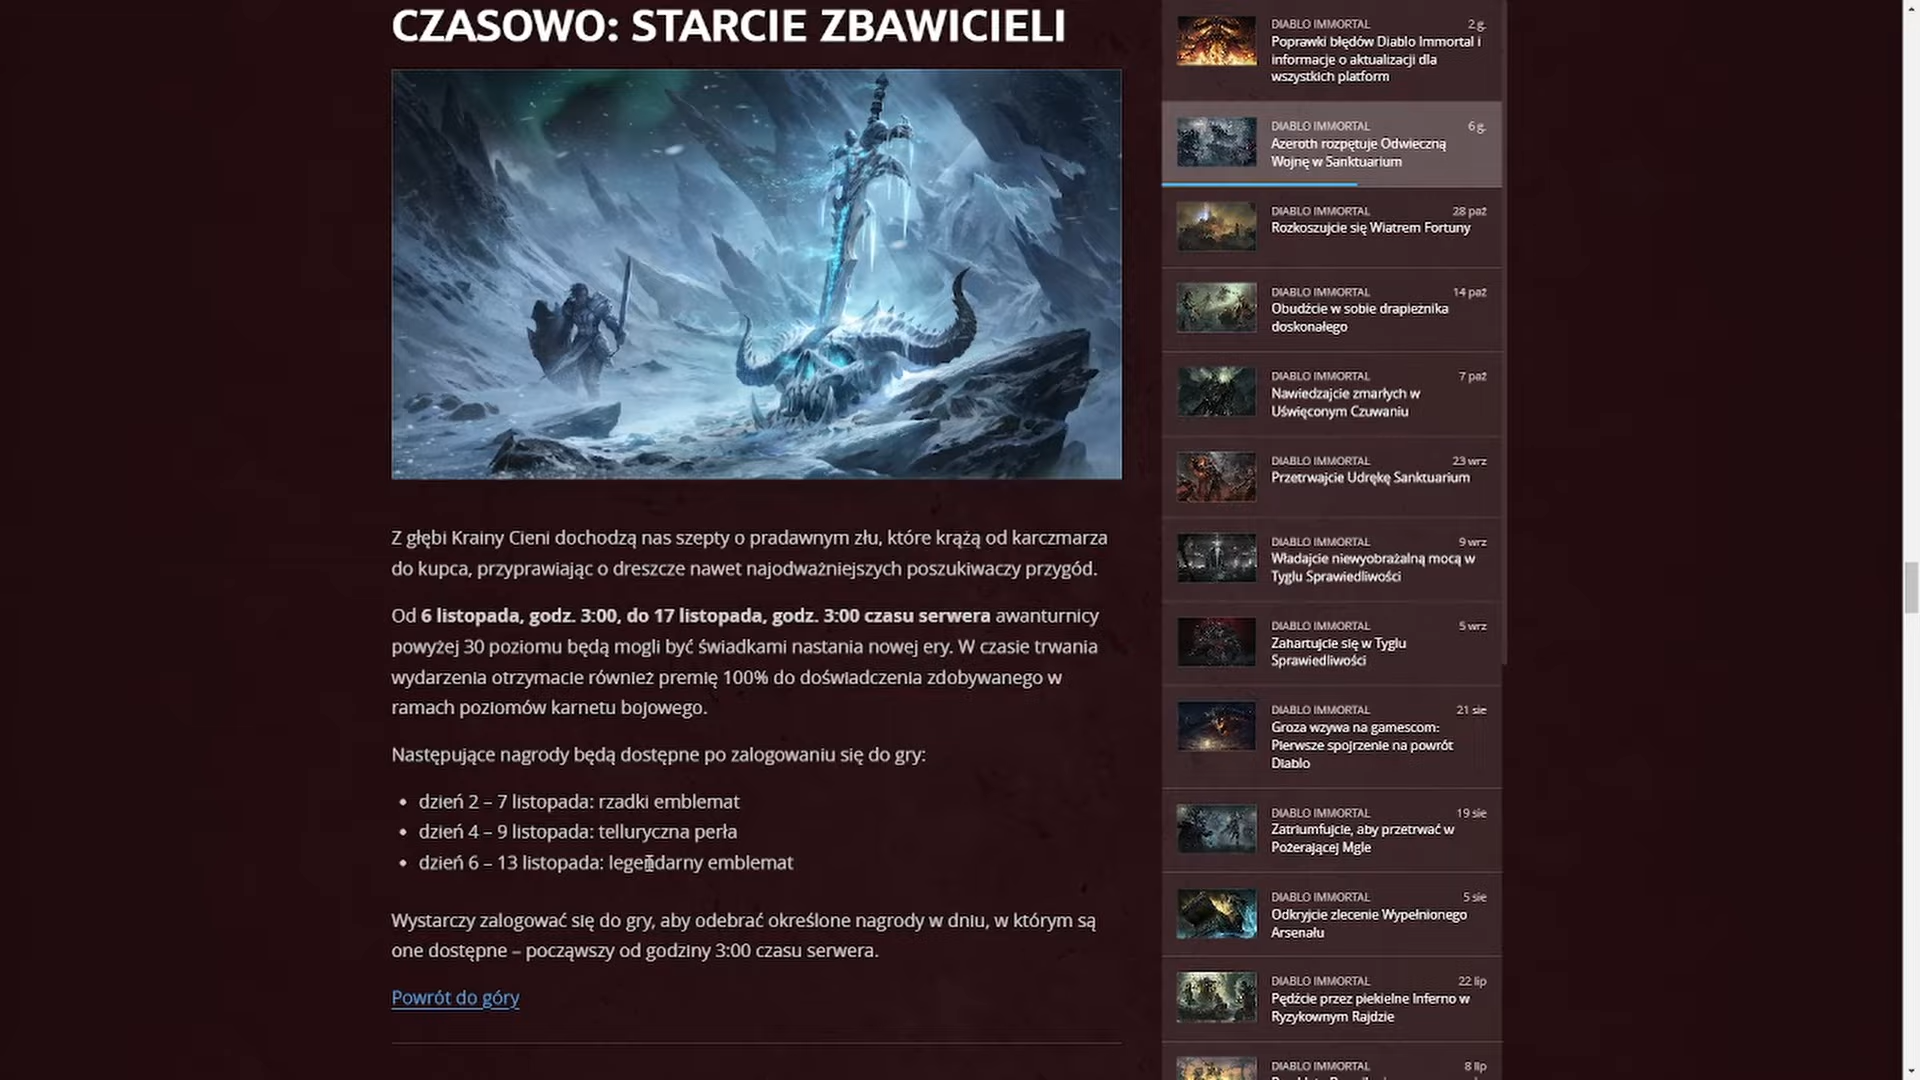 CZASOWO: STARCIE ZBAWICIELI
Z głębi Krainy Cieni dochodzą nas szepty o pradawnym złu, które krążą od karczmarza
do kupca, przyprawiając o dreszcze nawet najodważniejszych poszukiwaczy przygód.
Od 6 listopada, godz. 3:00, do 17 listopada, godz. 3:00 czasu serwera awanturnicy
powyżej 30 poziomu będą mogli być świadkami nastania nowej ery. W czasie trwania
wydarzenia otrzymacie również premię 100% do doświadczenia zdobywanego w
ramach poziomów karnetu bojowego.
Następujące nagrody będą dostępne po zalogowaniu się do gry:
• dzień 2 – 7 listopada: rzadki emblemat
• dzień 4 – 9 listopada: telluryczna perła
• dzień 6 – 13 listopada: legendarny emblemat
Wystarczy zalogować się do gry, aby odebrać określone nagrody w dniu, w którym są
one dostępne – począwszy od godziny 3:00 czasu serwera.
Powrót do góry
DIABLO IMMORTAL 2 g.
Poprawki błędów Diablo Immortal i
informacje o aktualizacji dla
wszystkich platform
DIABLO IMMORTAL 6 g.
Azeroth rozpętuje Odwieczną
Wojnę w Sanktuarium
DIABLO IMMORTAL 28 paź
Rozkoszujcie się Wiatrem Fortuny
DIABLO IMMORTAL 14 paź
Obudźcie w sobie drapieżnika
doskonałego
DIABLO IMMORTAL 7 paź
Nawiedzajcie zmarłych w
Uświęconym Czuwaniu
DIABLO IMMORTAL 23 wrz
Przetrwajcie Udrękę Sanktuarium
DIABLO IMMORTAL 9 wrz
Władajcie niewyobrażalną mocą w
Tyglu Sprawiedliwości
DIABLO IMMORTAL 5 wrz
Zahartujcie się w Tyglu
Sprawiedliwości
DIABLO IMMORTAL 21 sie
Groza wzywa na gamescom:
Pierwsze spojrzenie na powrót
Diablo
DIABLO IMMORTAL 19 sie
Zatriumfujcie, aby przetrwać w
Pożerającej Mgle
DIABLO IMMORTAL 5 sie
Odkryjcie zlecenie Wypełnionego
Arsenału
DIABLO IMMORTAL 22 lip
Pędźcie przez piekielne Inferno w
Ryzykownym Rajdzie
DIABLO IMMORTAL 8 lip